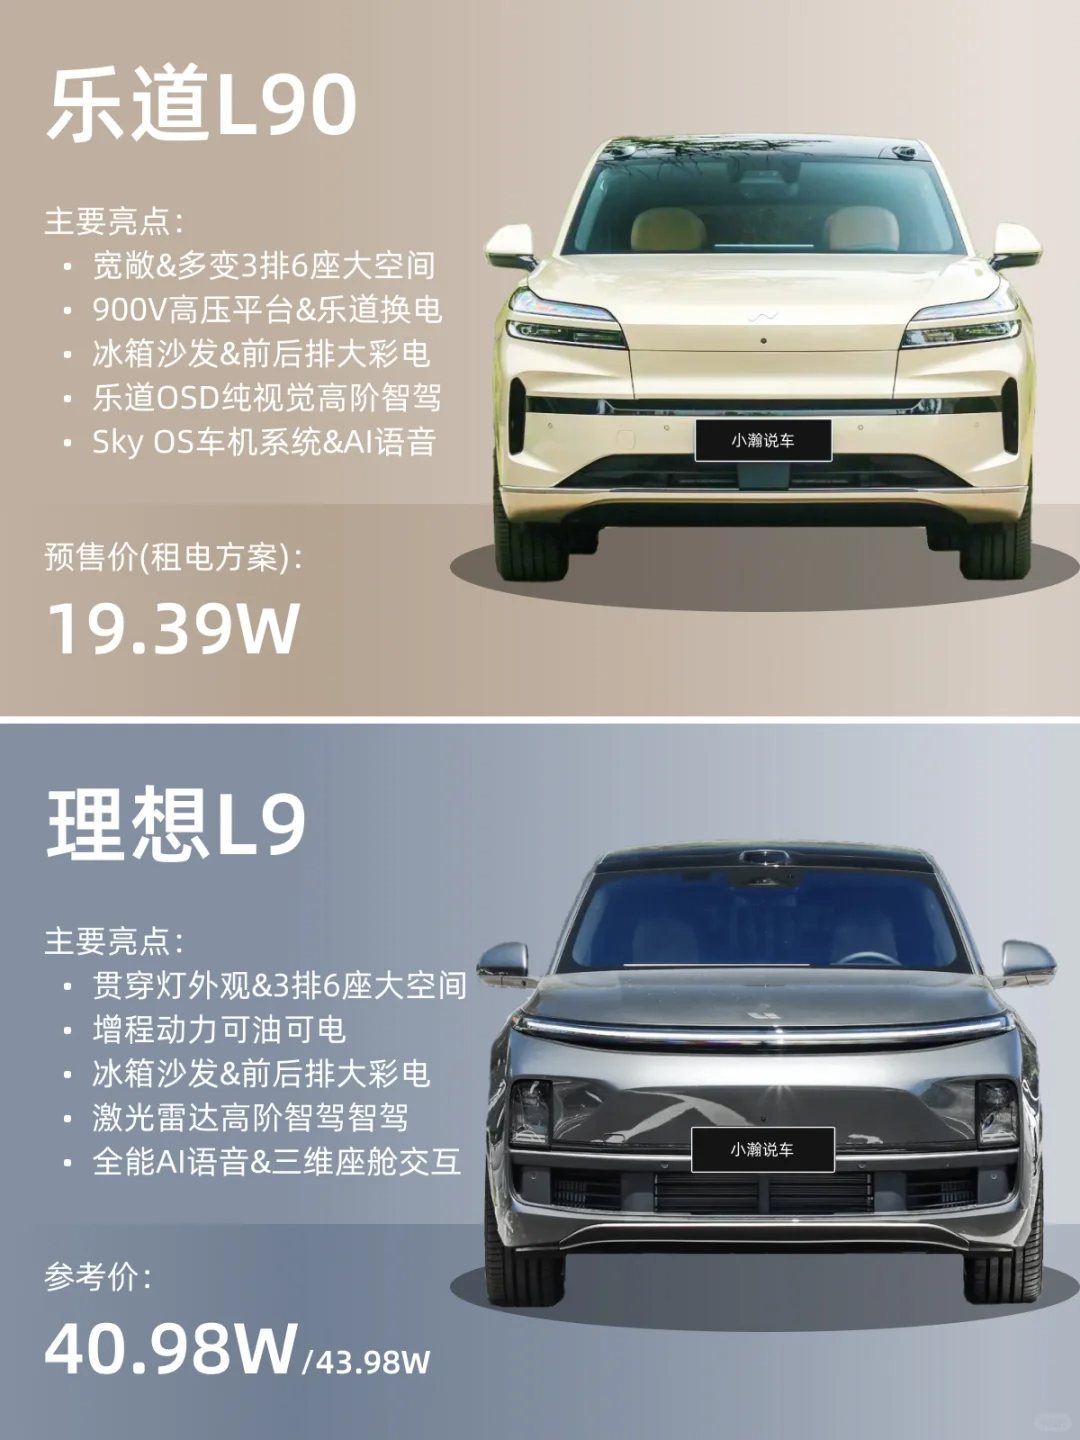 乐道L90
主要亮点：
• 宽敞&多变3排6座大空间
• 900V高压平台&乐道换电
• 冰箱沙发&前后排大彩电
• 乐道OSD纯视觉高阶智驾
• Sky OS车机系统&AI语音
小瀚说车
预售价(租电方案)：
19.39W
理想L9
主要亮点：
• 贯穿灯外观&3排6座大空间
• 增程动力可油可电
• 冰箱沙发&前后排大彩电
• 激光雷达高阶智驾智驾
• 全能AI语音&三维座舱交互
小瀚说车
参考价：
40.98W/43.98W